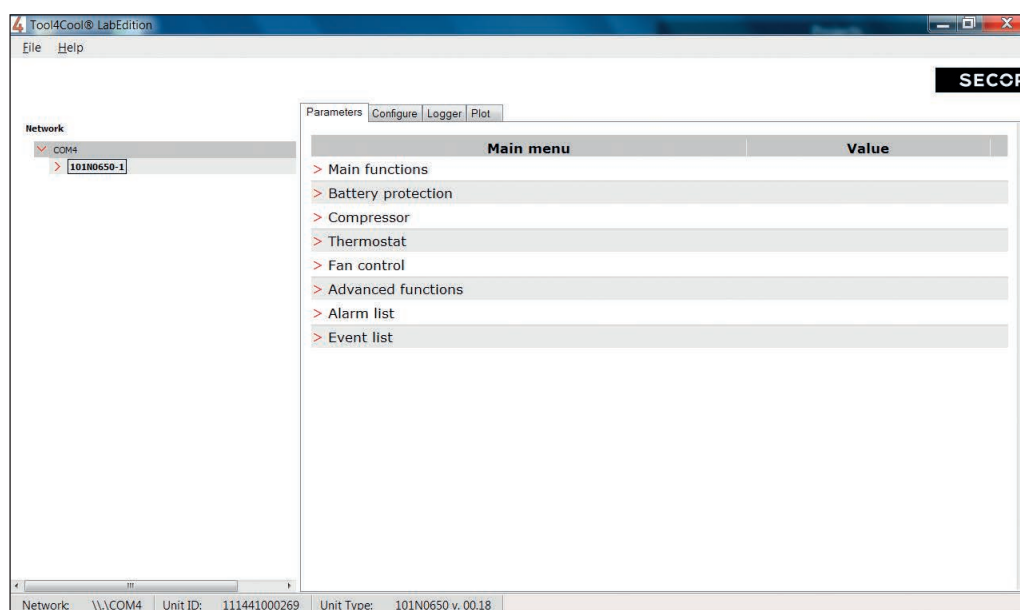 Tool4Cool® LabEdition
File Help
SECOP
Parameters Configure Logger Plot
Network
COM4
101N0650-1
Main menu Value
> Main functions
> Battery protection
> Compressor
> Thermostat
> Fan control
> Advanced functions
> Alarm list
> Event list
Network: \\.\COM4 Unit ID: 111441000269 Unit Type: 101N0650 v. 00.18